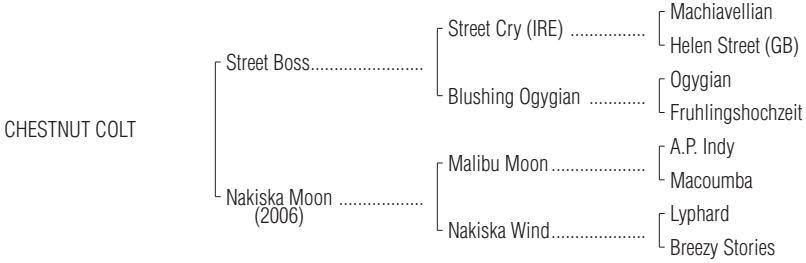 Machiavellian
Street Cry (IRE) ................
Helen Street (GB)
Street Boss........................
Ogygian
Blushing Ogygian ............
Fruhlingshochzeit
CHESTNUT COLT
A.P. Indy
Malibu Moon ....................
Macoumba
Nakiska Moon ..................
(2006)
Lyphard
Nakiska Wind....................
Breezy Stories